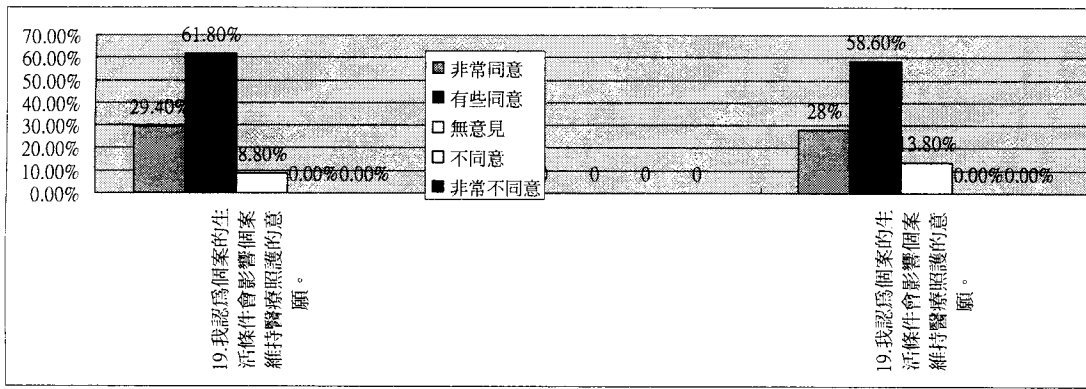 70.00%
60.00%
50.00%
40.00%
30.00%
20.00%
10.00%
0.00%
29.40%
61.80%
8.80%
0.00%
0.00%
非常同意
有些同意
無意見
不同意
非常不同意
0
0
0
0
28%
58.60%
3.80%
0.00%
0.00%
19.我認爲個案的生
活條件會影響個案
維持醫療照護的意
願。
19.我認爲個案的生
活條件會影響個案
維持醫療照護的意
願。